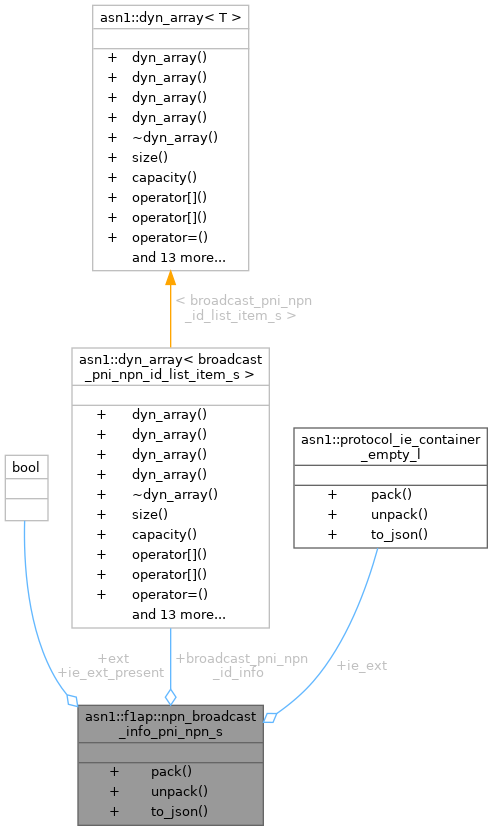 asn1::dyn_array< T >
+ dyn_array()
+ dyn_array()
+ dyn_array()
+ dyn_array()
+ ~dyn_array()
+ size()
+ capacity()
+ operator[]()
+ operator[]()
+ operator=()
and 13 more...
< broadcast_pni_npn
_id_list_item_s >
asn1::dyn_array< broadcast
_pni_npn_id_list_item_s >
+ dyn_array()
+ dyn_array()
+ dyn_array()
+ dyn_array()
+ ~dyn_array()
+ size()
+ capacity()
+ operator[]()
+ operator[]()
+ operator=()
and 13 more...
bool
asn1::protocol_ie_container
_empty_l
+ pack()
+ unpack()
+ to_json()
+ext
+ie_ext_present
+broadcast_pni_npn
_id_info
+ie_ext
asn1::f1ap::npn_broadcast
_info_pni_npn_s
+ pack()
+ unpack()
+ to_json()